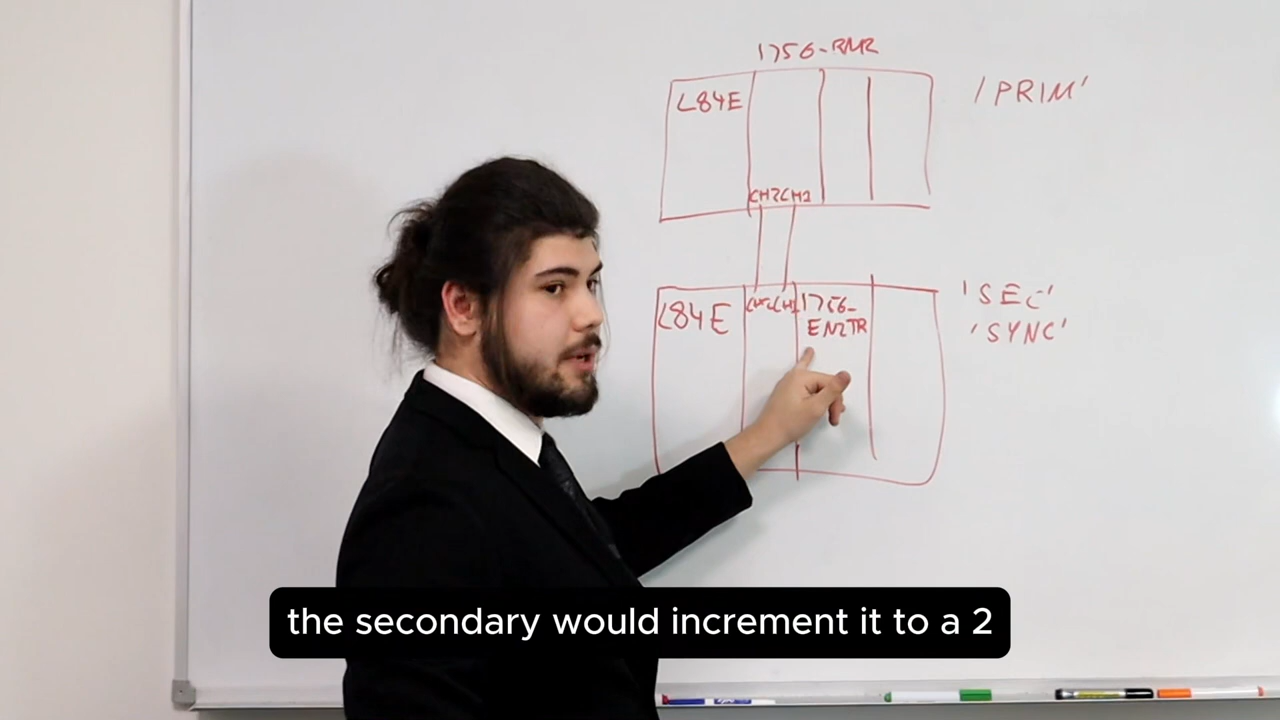 1756-RMR
L84E
'PRIM'
CH2CH1
L84E
CH2CH1
1756-
EN2TR
'SEC'
'SYNC'
the secondary would increment it to a 2